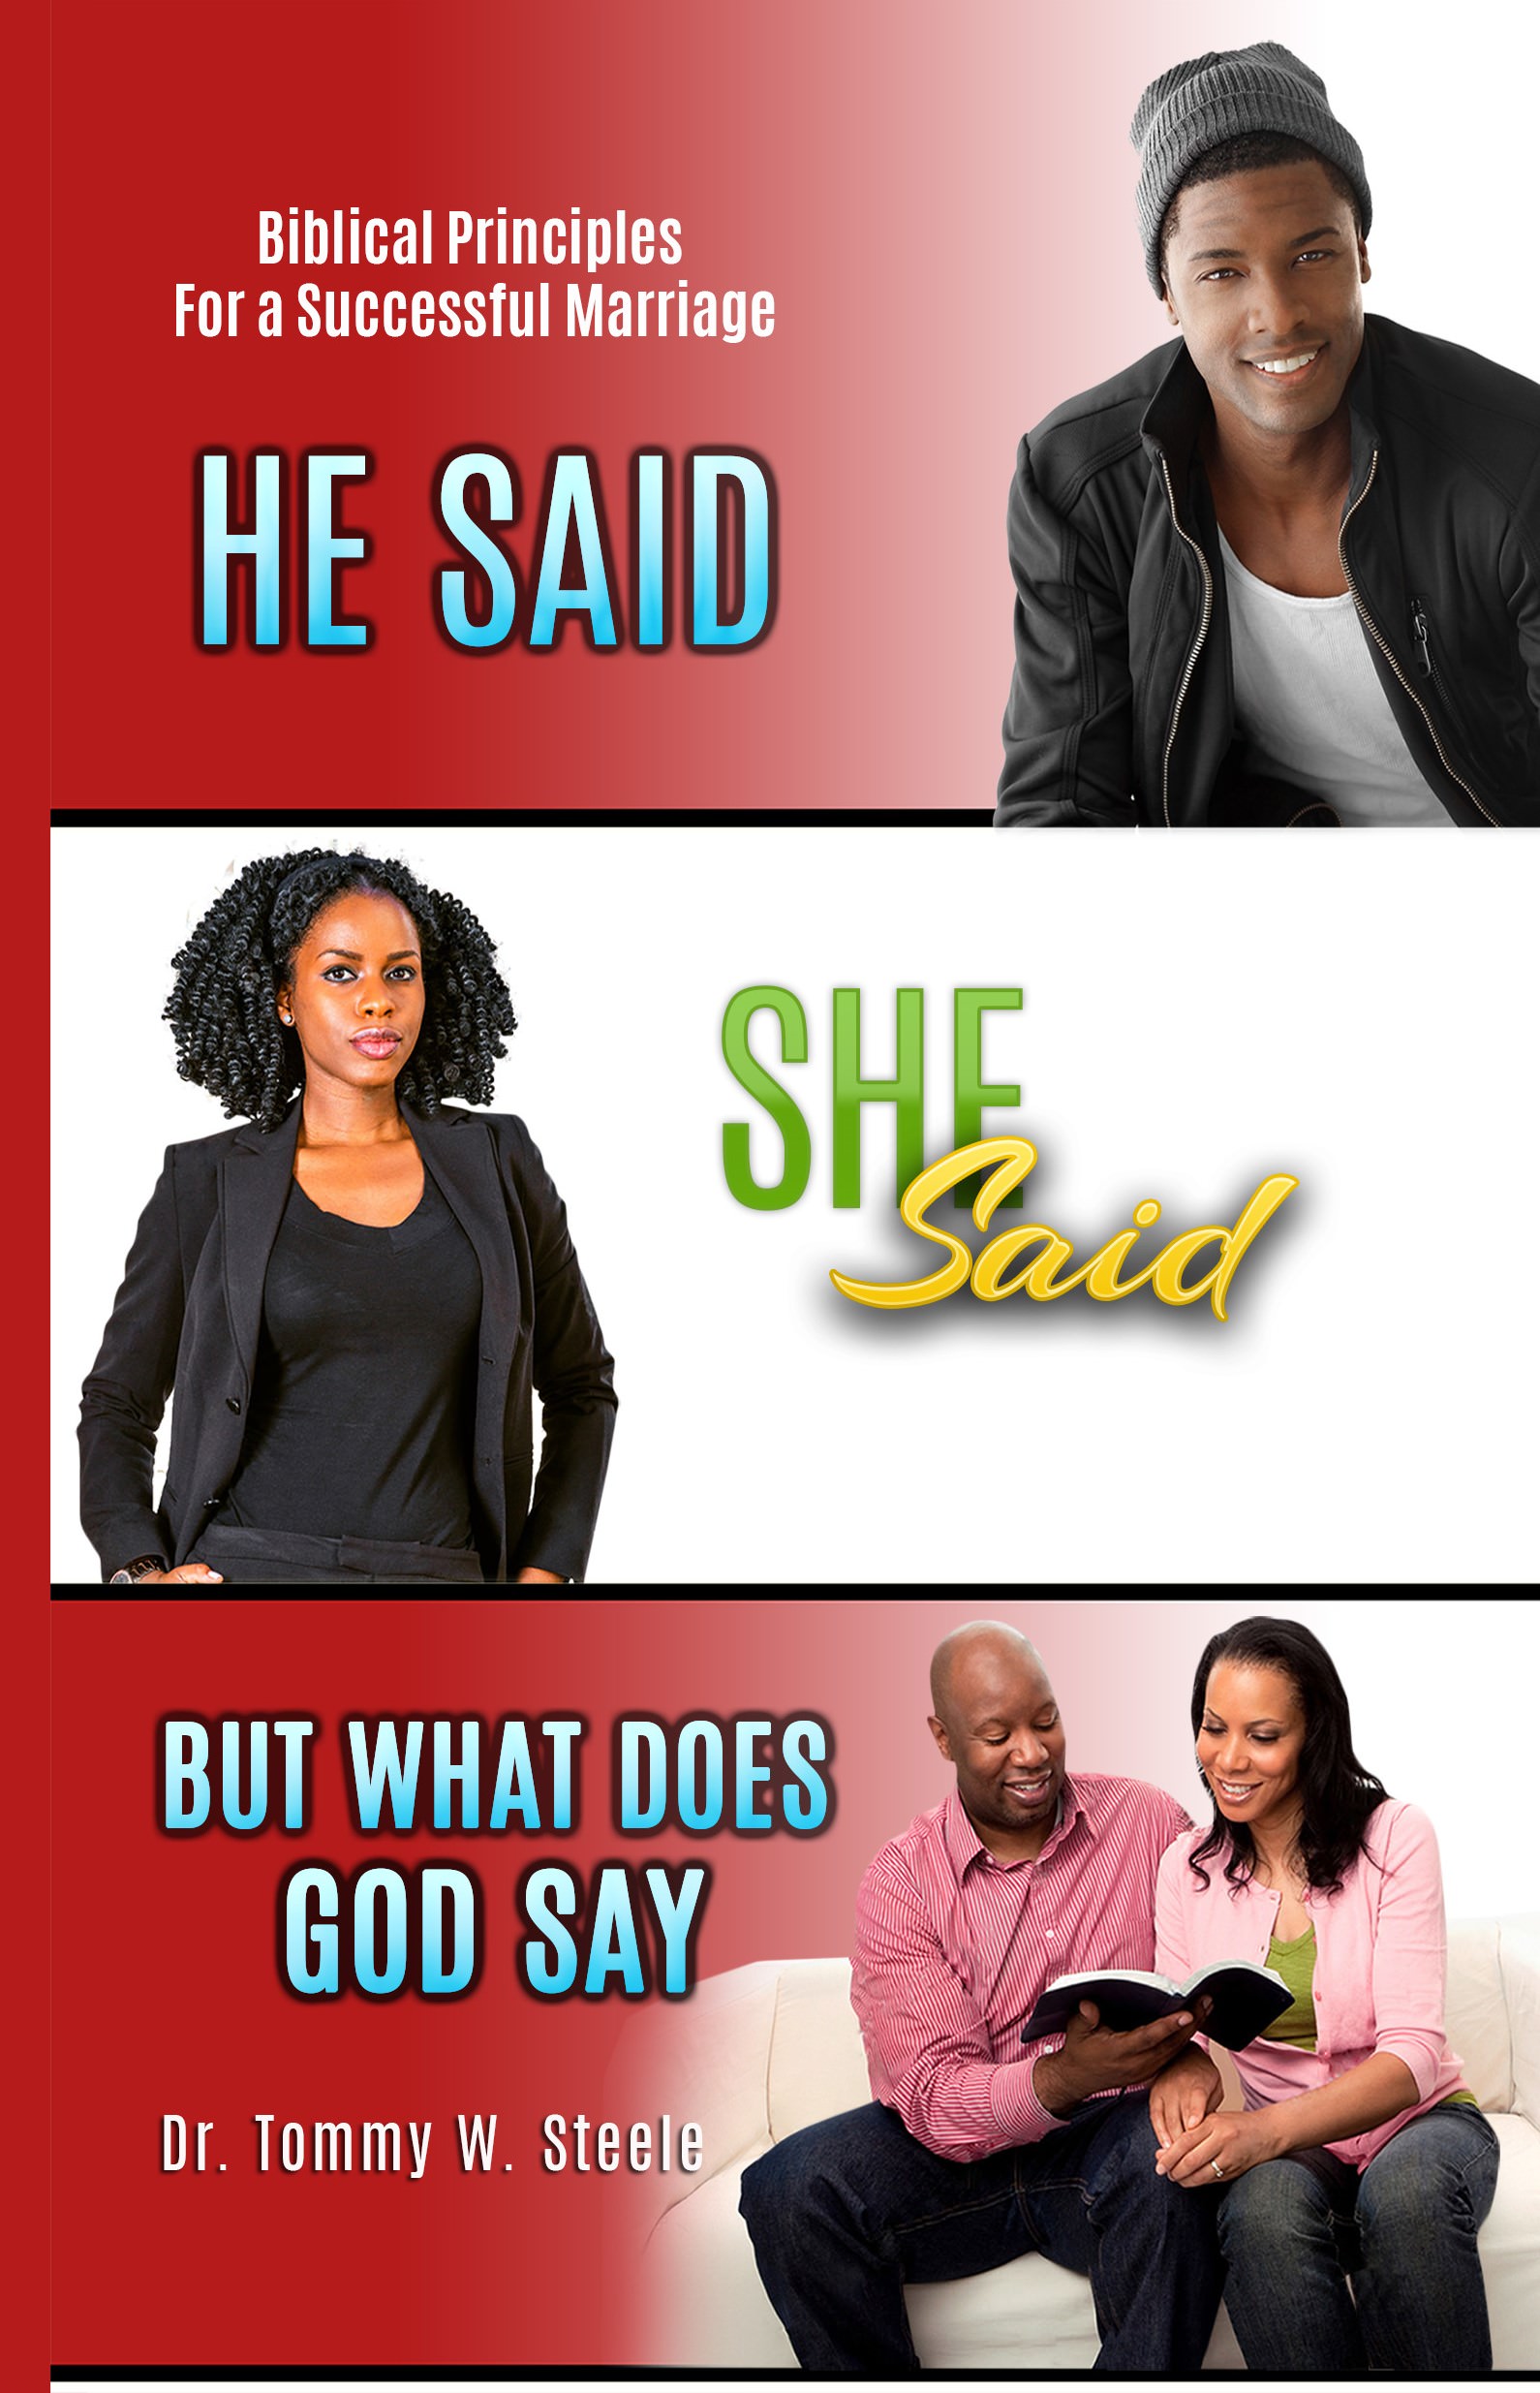 Biblical Principles
For a Successful Marriage
HE SAID
SHE
Said
BUT WHAT DOES
GOD SAY
Dr. Tommy W. Steele